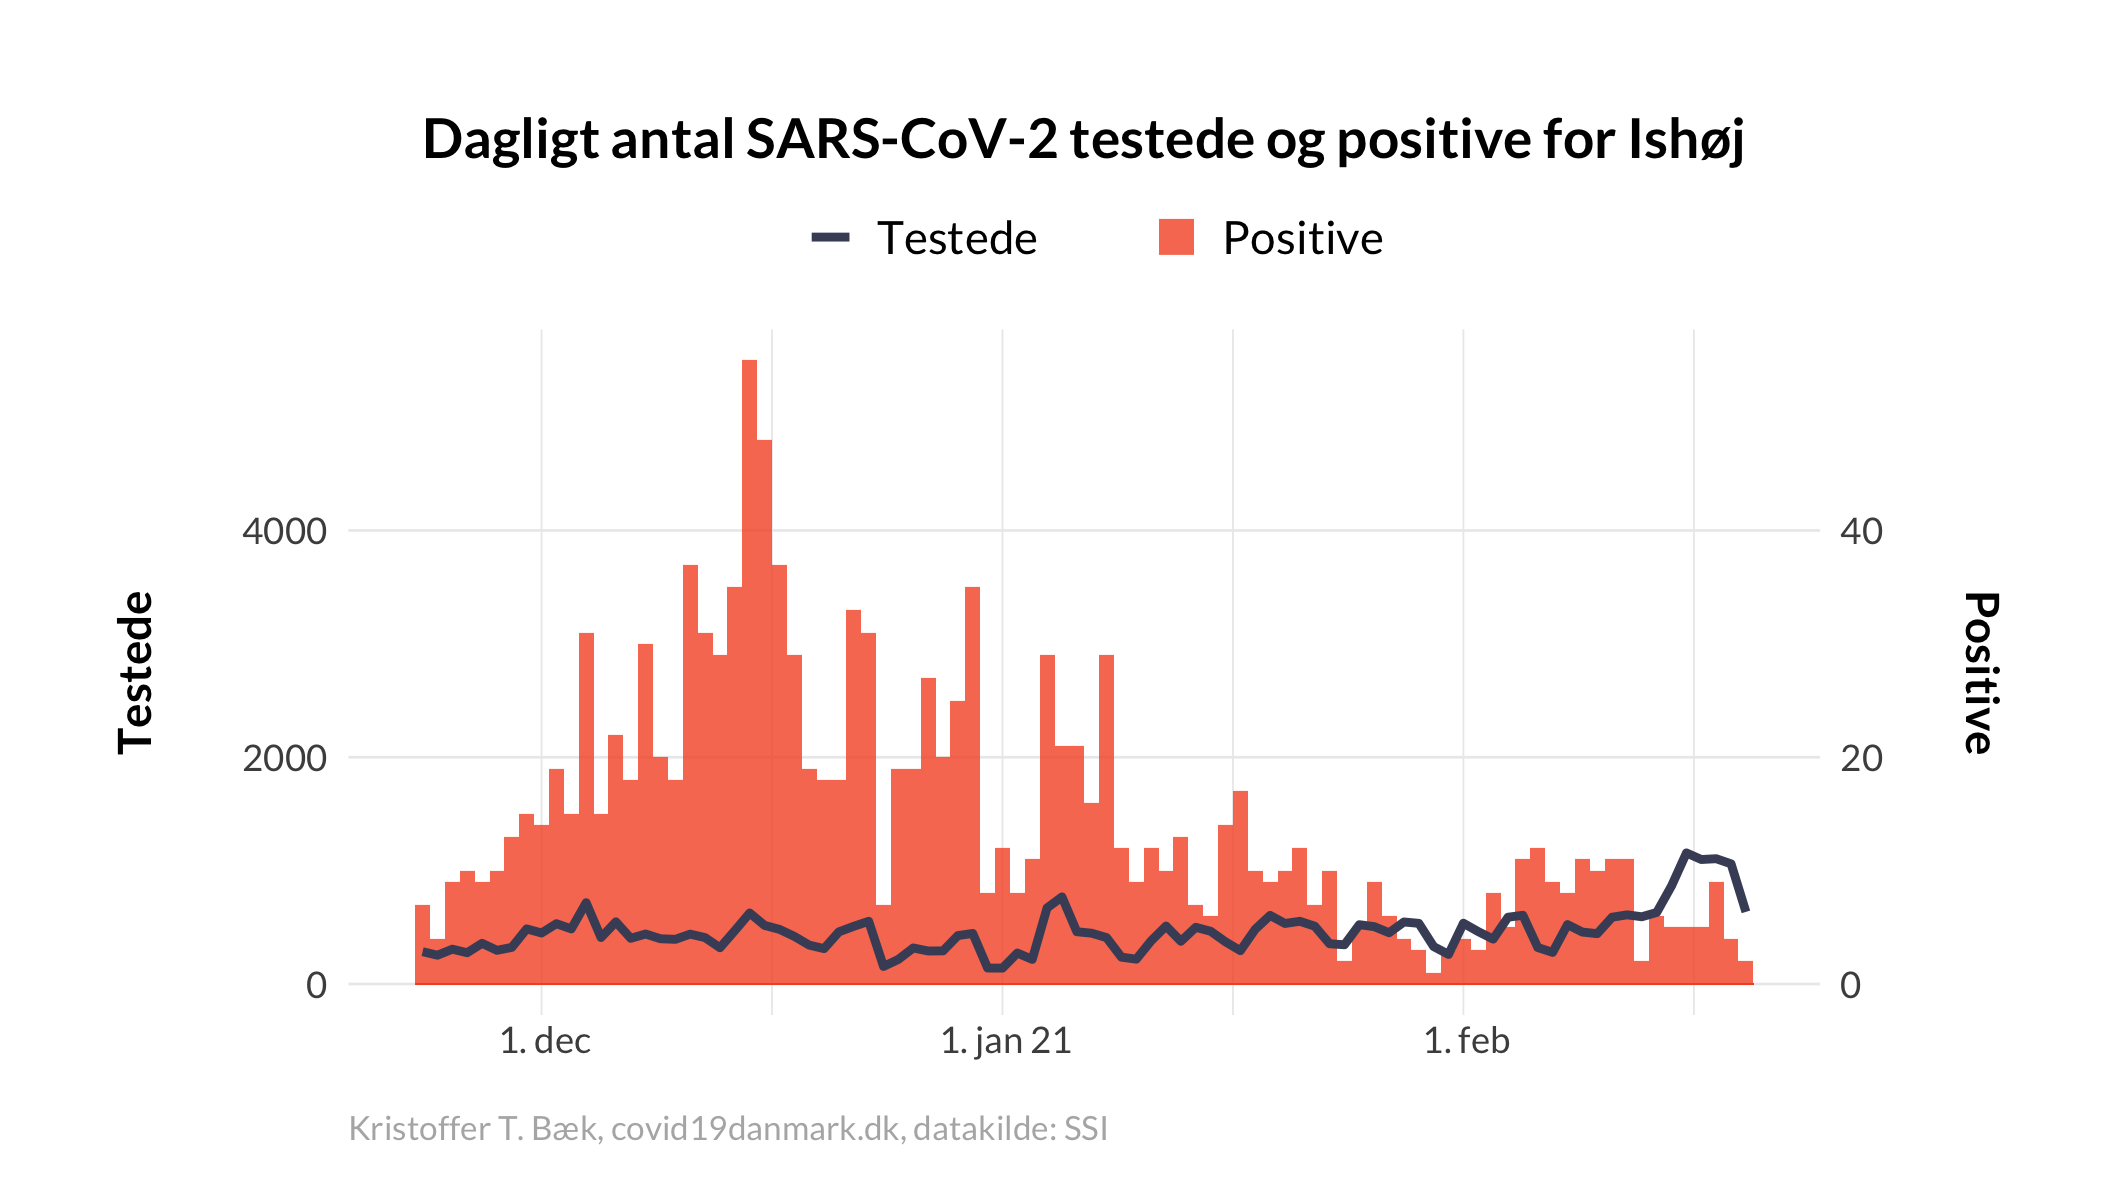 Dagligt antal SARS-CoV-2 testede og positive for Ishøj
Testede
Positive
4000
2000
0
Testede
40
20
0
Positive
1. dec
1. jan 21
1. feb
Kristoffer T. Bæk, covid19danmark.dk, datakilde: SSI